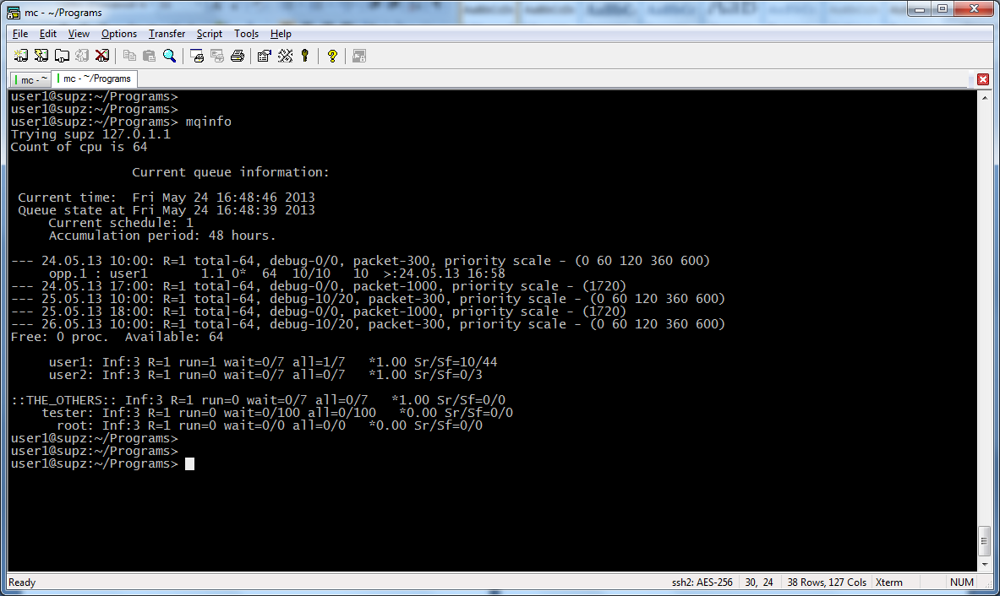 mc - ~/Programs
File Edit View Options Transfer Script Tools Help
mc - ~ mc - ~/Programs
user1@supz:~/Programs>
user1@supz:~/Programs>
user1@supz:~/Programs> mqinfo
Trying supz 127.0.1.1
Count of cpu is 64
Current queue information:
Current time:  Fri May 24 16:48:46 2013
Queue state at Fri May 24 16:48:39 2013
Current schedule: 1
Accumulation period: 48 hours.
--- 24.05.13 10:00: R=1 total-64, debug-0/0, packet-300, priority scale - (0 60 120 360 600)
opp.1 : user1       1.1 0*  64  10/10   10  >:24.05.13 16:58
--- 24.05.13 17:00: R=1 total-64, debug-0/0, packet-1000, priority scale - (1720)
--- 25.05.13 10:00: R=1 total-64, debug-10/20, packet-300, priority scale - (0 60 120 360 600)
--- 25.05.13 18:00: R=1 total-64, debug-0/0, packet-1000, priority scale - (1720)
--- 26.05.13 10:00: R=1 total-64, debug-10/20, packet-300, priority scale - (0 60 120 360 600)
Free: 0 proc.  Available: 64
user1: Inf:3 R=1 run=1 wait=0/7 all=1/7   *1.00 Sr/Sf=10/44
user2: Inf:3 R=1 run=0 wait=0/7 all=0/7   *1.00 Sr/Sf=0/3
::THE_OTHERS:: Inf:3 R=1 run=0 wait=0/7 all=0/7   *1.00 Sr/Sf=0/0
tester: Inf:3 R=1 run=0 wait=0/100 all=0/100   *0.00 Sr/Sf=0/0
root: Inf:3 R=1 run=0 wait=0/0 all=0/0   *0.00 Sr/Sf=0/0
user1@supz:~/Programs>
user1@supz:~/Programs>
user1@supz:~/Programs>
Ready ssh2: AES-256 30, 24 38 Rows, 127 Cols Xterm NUM